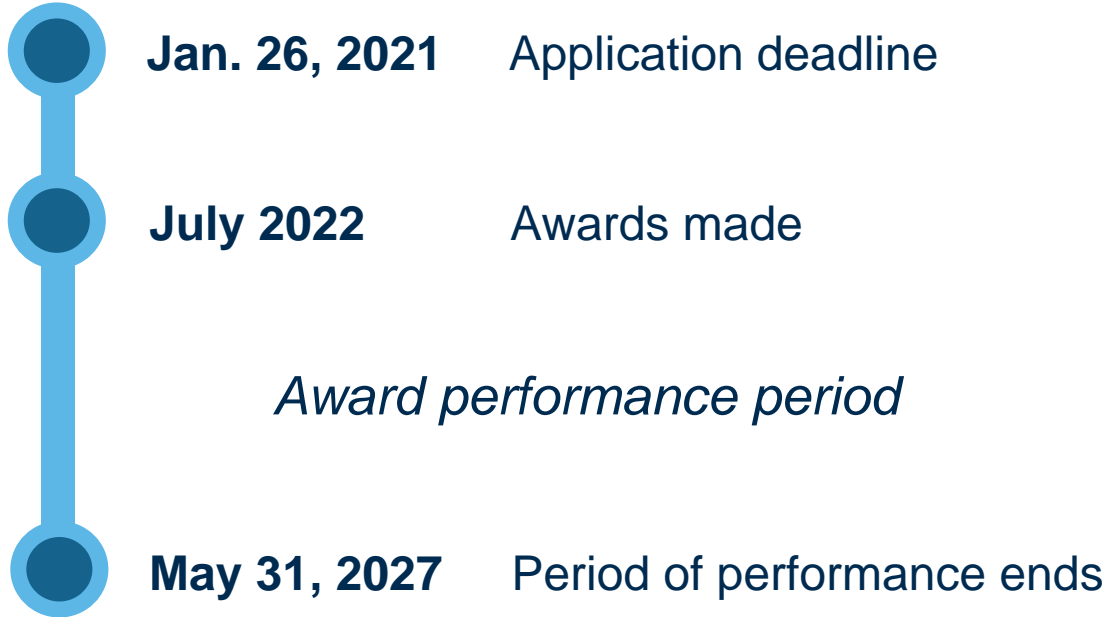 Jan. 26, 2021 Application deadline
July 2022 Awards made
Award performance period
May 31, 2027 Period of performance ends